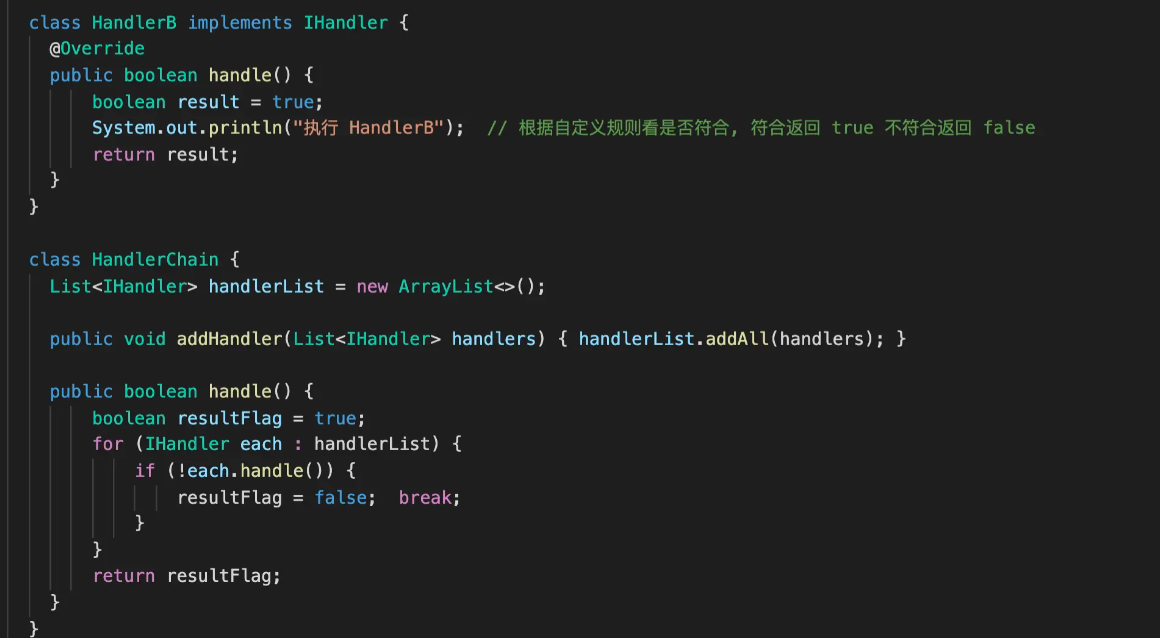 class HandlerB implements IHandler {
@Override
public boolean handle() {
boolean result = true;
System.out.println("执行 HandlerB");  // 根据自定义规则看是否符合, 符合返回 true 不符合返回 false
return result;
}
}
class HandlerChain {
List<IHandler> handlerList = new ArrayList<>();
public void addHandler(List<IHandler> handlers) { handlerList.addAll(handlers); }
public boolean handle() {
boolean resultFlag = true;
for (IHandler each : handlerList) {
if (!each.handle()) {
resultFlag = false;  break;
}
}
return resultFlag;
}
}